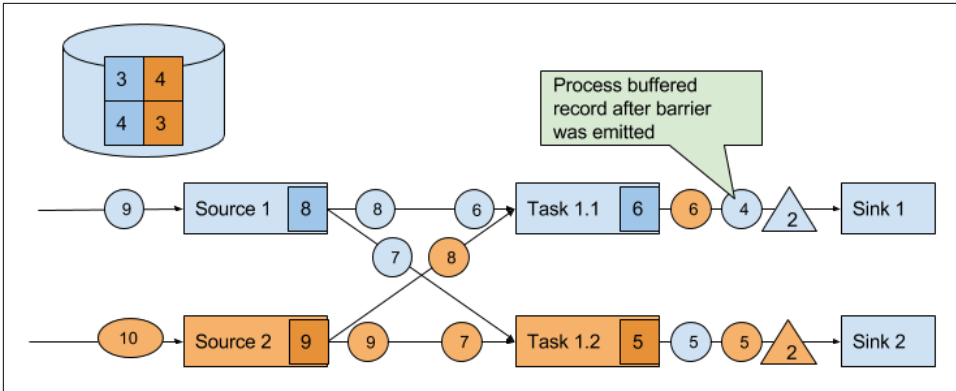 3 4
4 3
Process buffered
record after barrier
was emitted
9 Source 1 8 8 6 Task 1.1 6 6 4 2 Sink 1
7 8
10 Source 2 9 9 7 Task 1.2 5 5 5 2 Sink 2